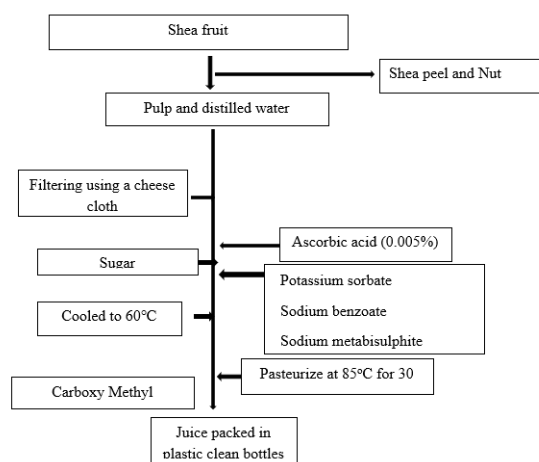 Shea fruit
Shea peel and Nut
Pulp and distilled water
Filtering using a cheese
cloth
Ascorbic acid (0.005%)
Sugar
Potassium sorbate
Sodium benzoate
Sodium metabisulphite
Cooled to 60°C
Pasteurize at 85°C for 30
Carboxy Methyl
Juice packed in
plastic clean bottles